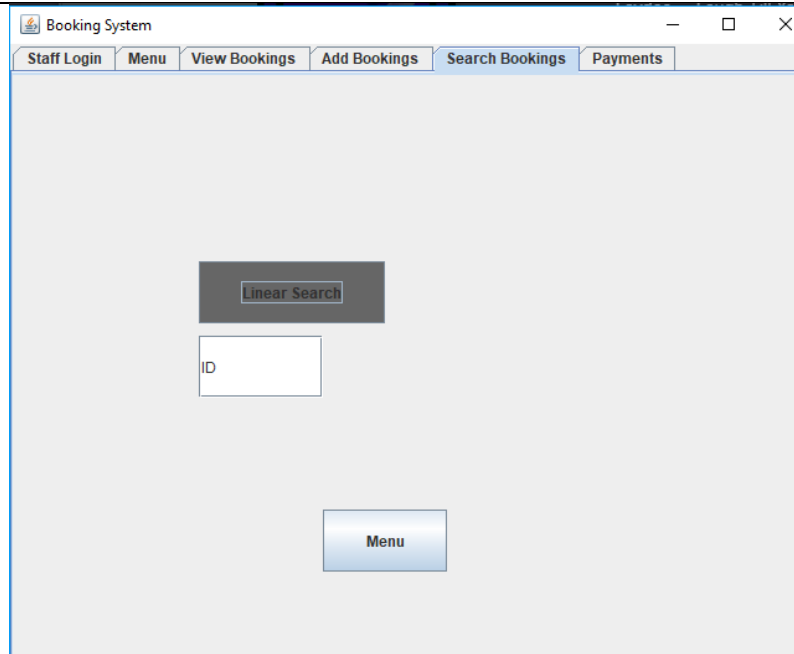 Booking System
Staff Login Menu View Bookings Add Bookings Search Bookings Payments
Linear Search
ID
Menu